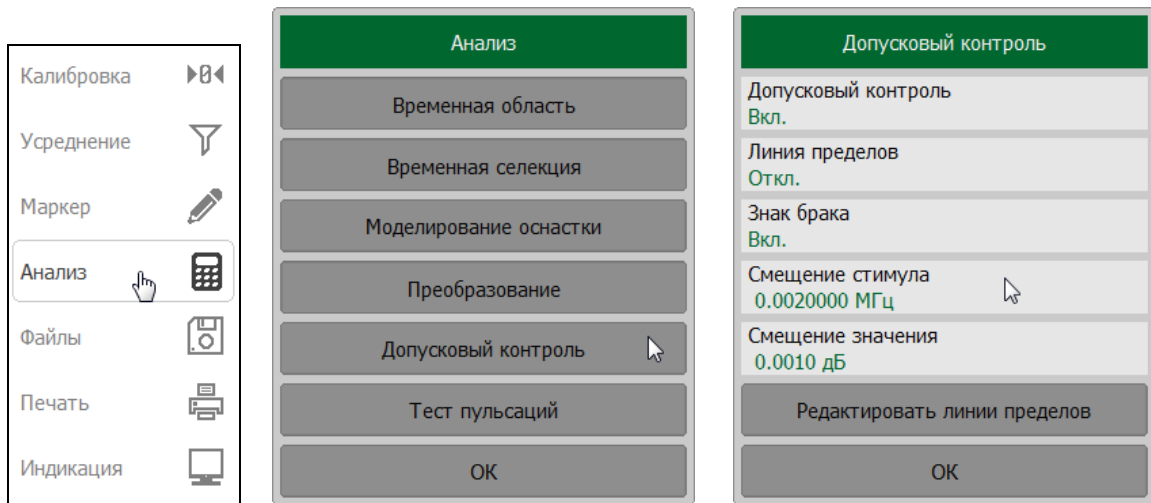 Калибровка
Усреднение
Маркер
Анализ
Файлы
Печать
Индикация
Анализ
Временная область
Временная селекция
Моделирование оснастки
Преобразование
Допусковый контроль
Тест пульсаций
ОК
Допусковый контроль
Допусковый контроль
Вкл.
Линия пределов
Откл.
Знак брака
Вкл.
Смещение стимула
0.0020000 МГц
Смещение значения
0.0010 дБ
Редактировать линии пределов
ОК